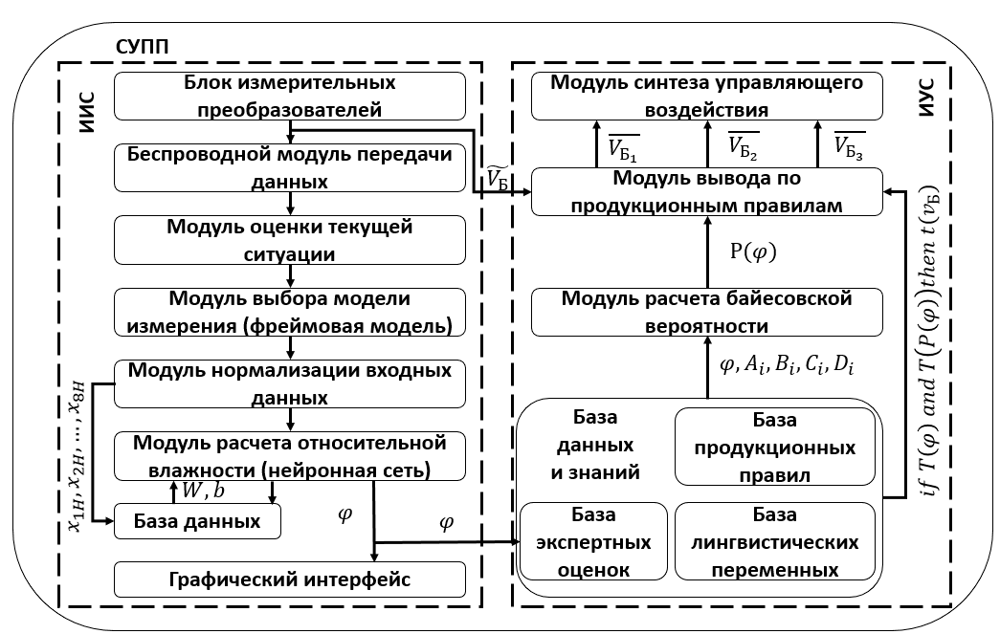 СУПП
ИИС
Блок измерительных
преобразователей
Беспроводной модуль передачи
данных
Модуль оценки текущей
ситуации
Модуль выбора модели
измерения (фреймовая модель)
Модуль нормализации входных
данных
x₁ₕ, x₂ₕ, …, x₈ₕ
Модуль расчета относительной
влажности (нейронная сеть)
W, b
База данных
φ
φ
Графический интерфейс
ИУС
Модуль синтеза управляющего
воздействия
V̅_Б₁
V̅_Б₂
V̅_Б₃
Ṽ_Б
Модуль вывода по
продукционным правилам
P(φ)
Модуль расчета байесовской
вероятности
φ, Aᵢ, Bᵢ, Cᵢ, Dᵢ
База
данных
и знаний
База
продукционных
правил
База
экспертных
оценок
База
лингвистических
переменных
if T(φ) and T(P(φ))then t(v_Б)